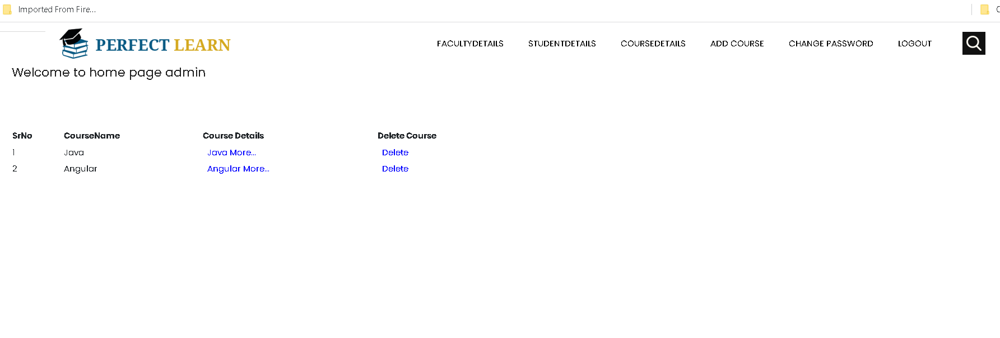 Imported From Fire...
PERFECT LEARN
FACULTYDETAILS STUDENTDETAILS COURSEDETAILS ADD COURSE CHANGE PASSWORD LOGOUT
Welcome to home page admin
SrNo CourseName Course Details Delete Course
1 Java Java More... Delete
2 Angular Angular More... Delete